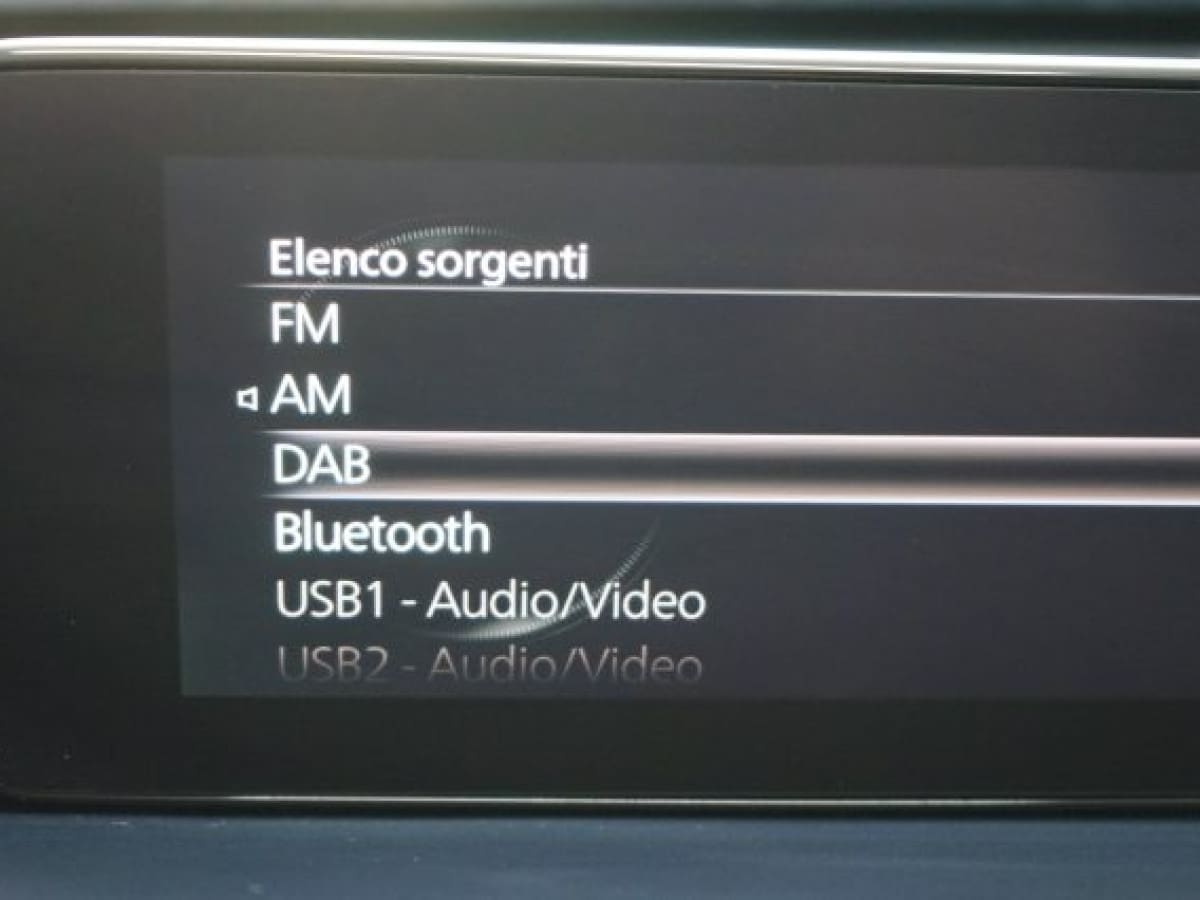 Elenco sorgenti
FM
AM
DAB
Bluetooth
USB1 - Audio/Video
USB2 - Audio/Video